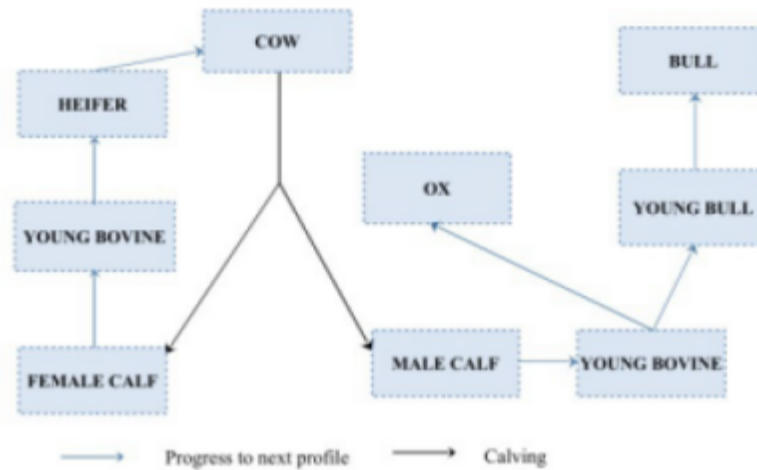 COW
BULL
HEIFER
OX
YOUNG BULL
YOUNG BOVINE
FEMALE CALF
MALE CALF
YOUNG BOVINE
Progress to next profile
Calving